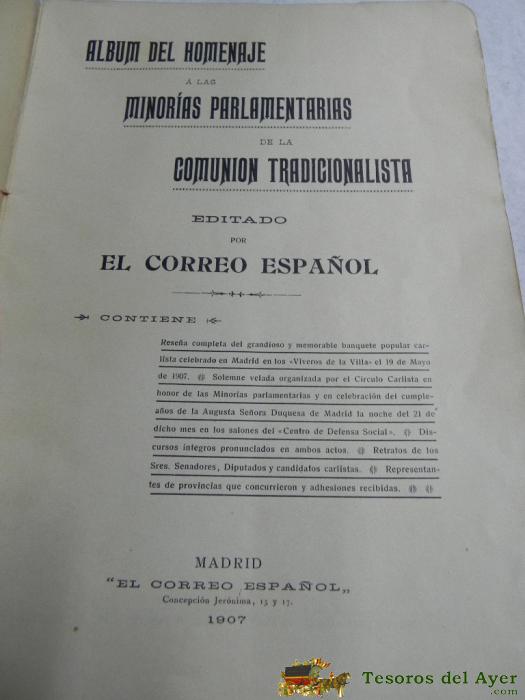 ALBUM DEL HOMENAJE
Á LAS
MINORÍAS PARLAMENTARIAS
DE LA
COMUNION TRADICIONALISTA
EDITADO
POR
EL CORREO ESPAÑOL
CONTIENE
Reseña completa del grandioso y memorable banquete popular car-
lista celebrado en Madrid en los «Viveros de la Villa» el 19 de Mayo
de 1907. Solemne velada organizada por el Círculo Carlista en
honor de las Minorías parlamentarias y en celebración del cumple-
años de la Augusta Señora Duquesa de Madrid la noche del 21 de
dicho mes en los salones del «Centro de Defensa Social». Dis-
cursos íntegros pronunciados en ambos actos. Retratos de los
Sres. Senadores, Diputados y candidatos carlistas. Representan-
tes de provincias que concurrieron y adhesiones recibidas.
MADRID
"EL CORREO ESPAÑOL„
Concepción Jerónima, 15 y 17.
1907
Tesoros del Ayer
.com